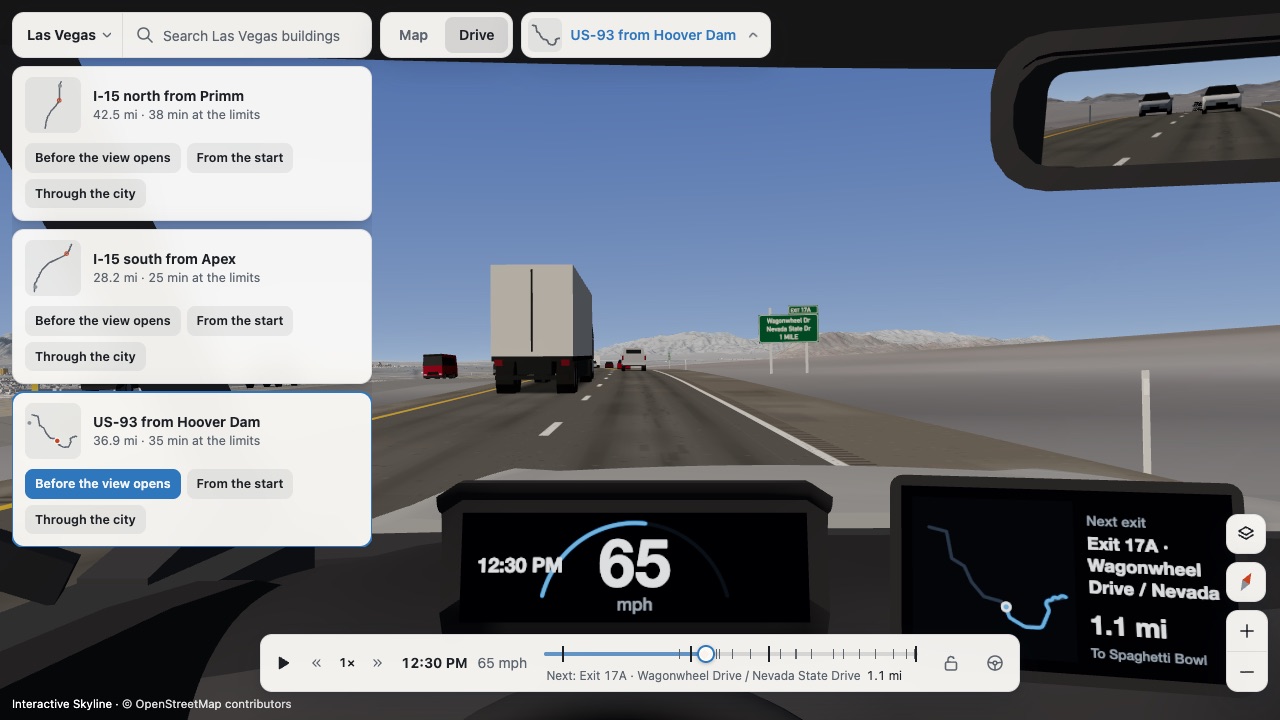 Las Vegas
Search Las Vegas buildings
Map
Drive
US-93 from Hoover Dam
I-15 north from Primm
42.5 mi · 38 min at the limits
Before the view opens
From the start
Through the city
I-15 south from Apex
28.2 mi · 25 min at the limits
Before the view opens
From the start
Through the city
US-93 from Hoover Dam
36.9 mi · 35 min at the limits
Before the view opens
From the start
Through the city
EXIT 17A
Wagonwheel Dr
Nevada State Dr
1 MILE
12:30 PM
65
mph
Next exit
Exit 17A ·
Wagonwheel
Drive / Nevada
1.1 mi
To Spaghetti Bowl
1×
12:30 PM
65 mph
Next: Exit 17A · Wagonwheel Drive / Nevada State Drive 1.1 mi
Interactive Skyline · © OpenStreetMap contributors